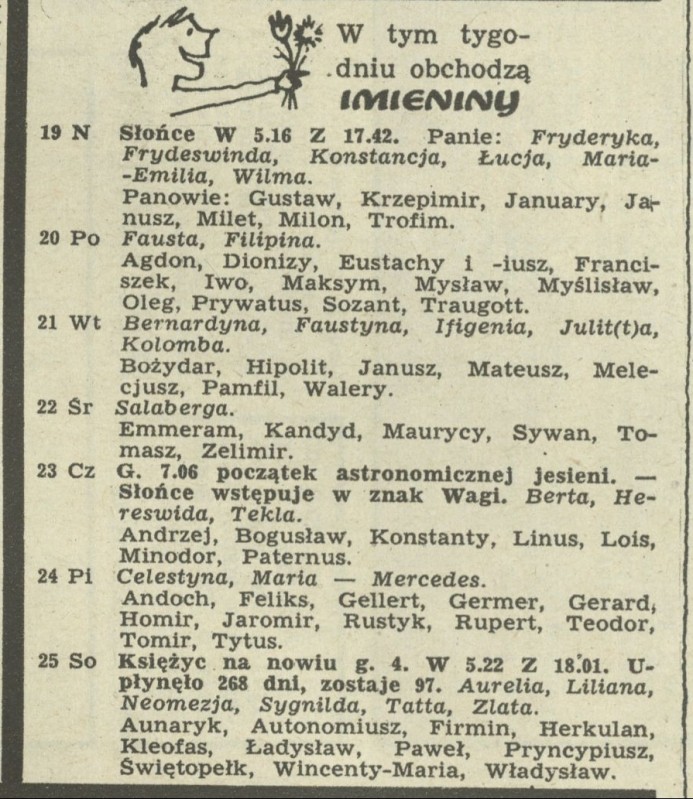 W tym tygo-
dniu obchodzą
IMIENINY
19 N Słońce W 5.16 Z 17.42. Panie: Fryderyka,
Frydeswinda, Konstancja, Łucja, Maria-
-Emilia, Wilma.
Panowie: Gustaw, Krzepimir, January, Ja-
nusz, Milet, Milon, Trofim.
20 Po Fausta, Filipina.
Agdon, Dionizy, Eustachy i -iusz, Franci-
szek, Iwo, Maksym, Mysław, Myślisław,
Oleg, Prywatus, Sozant, Traugott.
21 Wt Bernardyna, Faustyna, Ifigenia, Julit(t)a,
Kolomba.
Bożydar, Hipolit, Janusz, Mateusz, Mele-
cjusz, Pamfil, Walery.
22 Śr Salaberga.
Emmeram, Kandyd, Maurycy, Sywan, To-
masz, Zelimir.
23 Cz G. 7.06 początek astronomicznej jesieni. —
Słońce wstępuje w znak Wagi. Berta, He-
reswida, Tekla.
Andrzej, Bogusław, Konstanty, Linus, Lois,
Minodor, Paternus.
24 Pi Celestyna, Maria — Mercedes.
Andoch, Feliks, Gellert, Germer, Gerard,
Homir, Jaromir, Rustyk, Rupert, Teodor,
Tomir, Tytus.
25 So Księżyc na nowiu g. 4. W 5.22 Z 18.01. U-
płynęło 268 dni, zostaje 97. Aurelia, Liliana,
Neomezja, Sygnilda, Tatta, Zlata.
Aunaryk, Autonomiusz, Firmin, Herkulan,
Kleofas, Ładysław, Paweł, Pryncypiusz,
Świętopełk, Wincenty-Maria, Władysław.